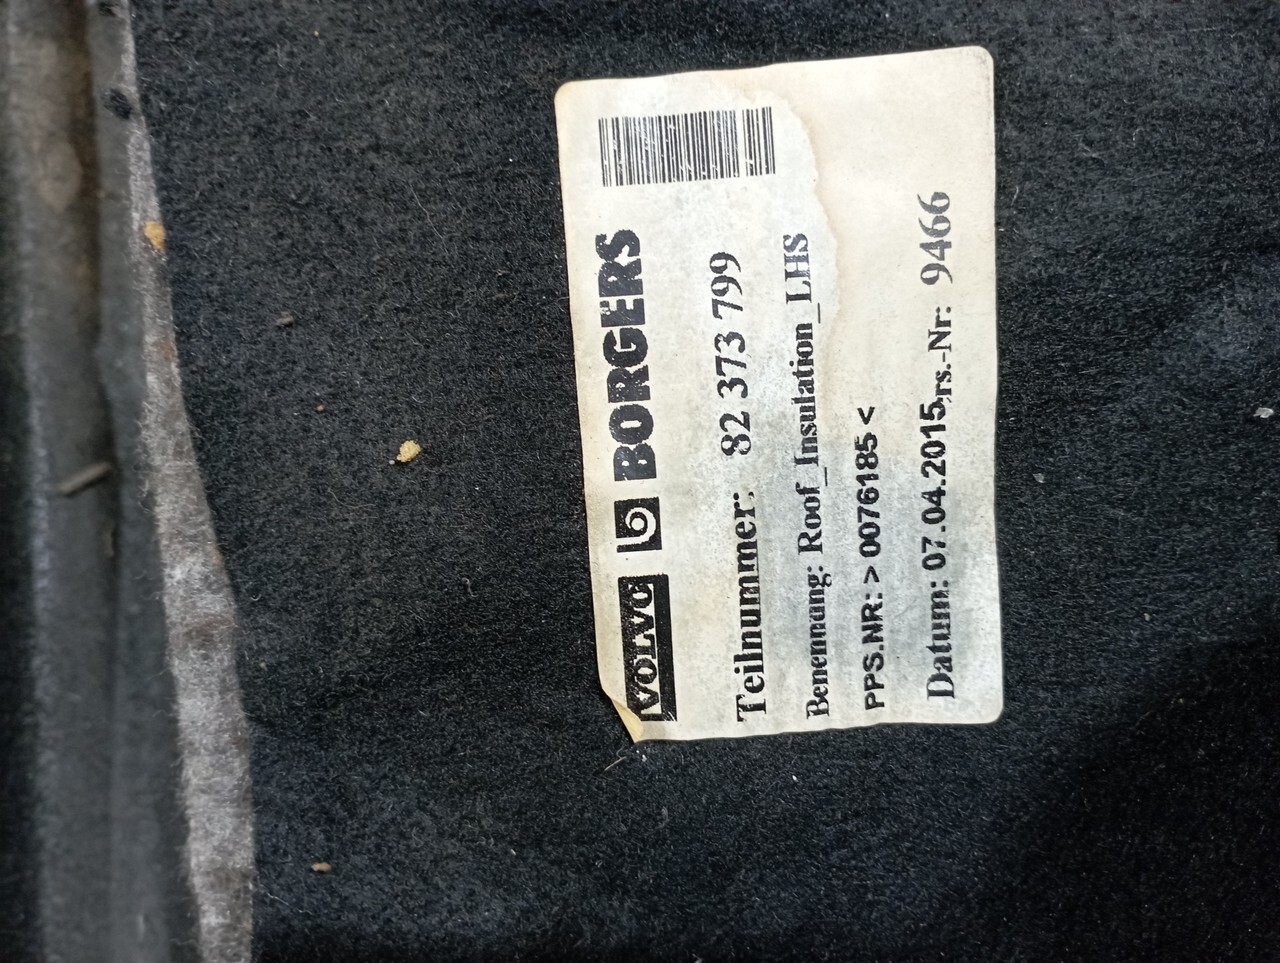 VOLVO BORGERS
Teilnummer: 82 373 799
Benennung: Roof_Insulation_LHS
PPS.NR: > 0076185 <
Datum: 07.04.2015 rs.-Nr: 9466